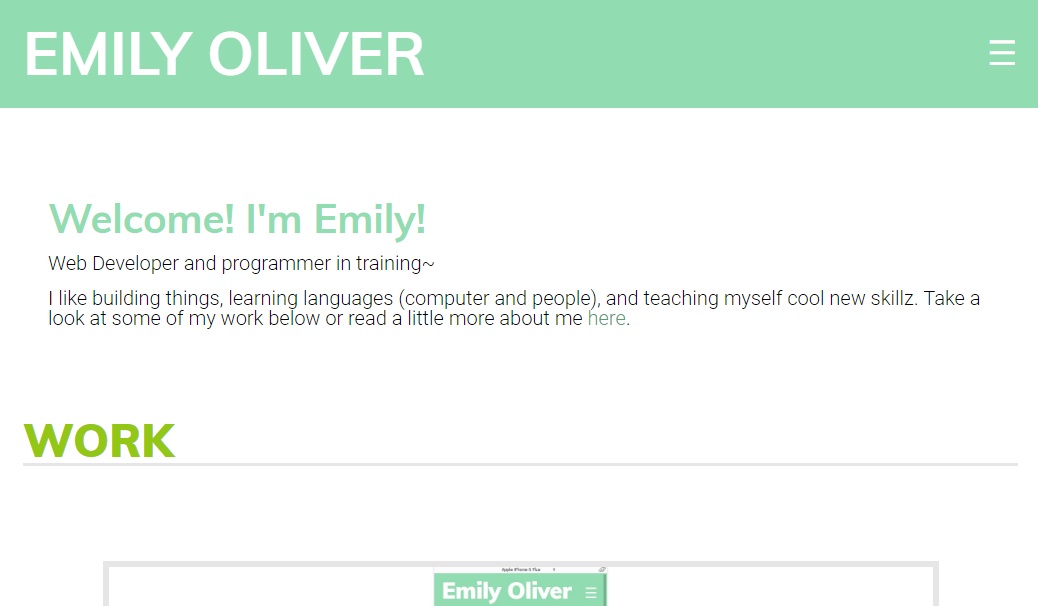 EMILY OLIVER
Welcome! I'm Emily!
Web Developer and programmer in training~
I like building things, learning languages (computer and people), and teaching myself cool new skillz. Take a
look at some of my work below or read a little more about me here.
WORK
Apple iPhone 6 Plus
Emily Oliver